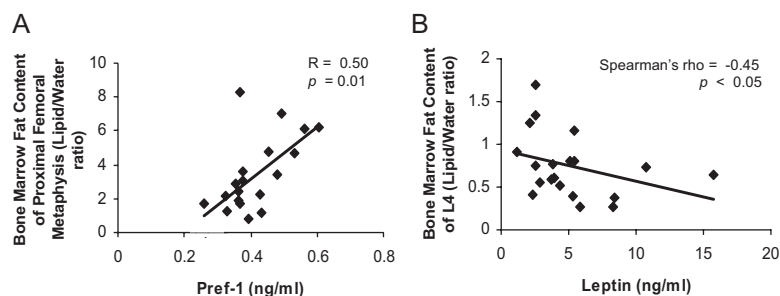 A
Bone Marrow Fat Content
of Proximal Femoral
Metaphysis (Lipid/Water
ratio)
10
8
6
4
2
0
R = 0.50
p = 0.01
0
0.2
0.4
0.6
0.8
Pref-1 (ng/ml)
B
Bone Marrow Fat Content
of L4 (Lipid/Water ratio)
2
1.5
1
0.5
0
Spearman's rho = -0.45
p < 0.05
0
5
10
15
20
Leptin (ng/ml)